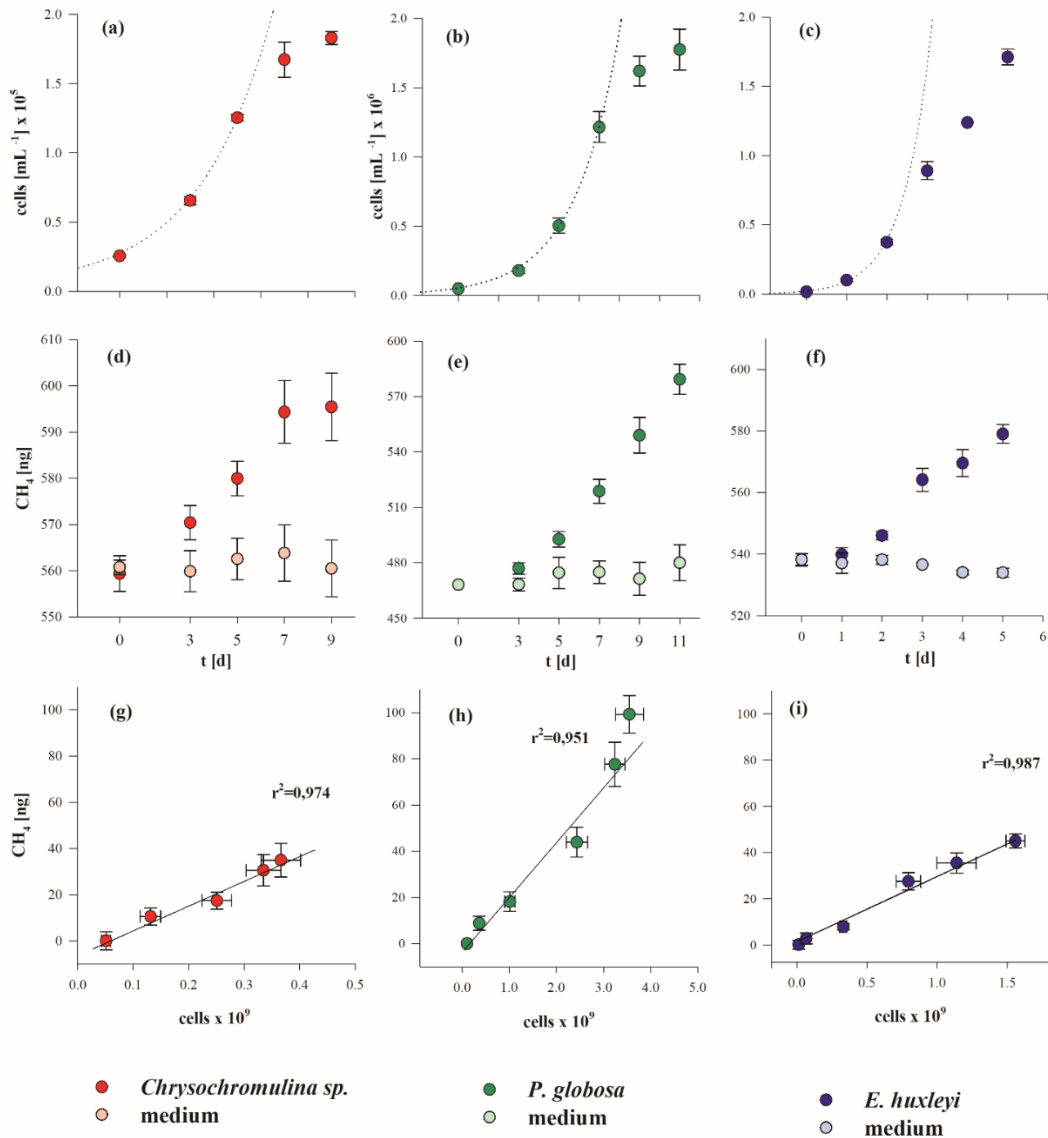 (a)
2.0
1.5
1.0
0.5
0.0
cells [mL⁻¹] x 10⁵
(b)
2.0
1.5
1.0
0.5
0.0
cells [mL⁻¹] x 10⁶
(c)
2.0
1.5
1.0
0.5
0.0
(d)
610
600
590
580
570
560
550
CH₄ [ng]
0 3 5 7 9
t [d]
(e)
600
570
540
510
480
450
0 3 5 7 9 11
t [d]
(f)
600
580
560
540
520
0 1 2 3 4 5 6
t [d]
(g)
r²=0,974
100
80
60
40
20
0
CH₄ [ng]
0.0 0.1 0.2 0.3 0.4 0.5
cells x 10⁹
(h)
r²=0,951
100
80
60
40
20
0
0.0 1.0 2.0 3.0 4.0 5.0
cells x 10⁹
(i)
r²=0,987
100
80
60
40
20
0
0.0 0.5 1.0 1.5
cells x 10⁹
Chrysochromulina sp.
medium
P. globosa
medium
E. huxleyi
medium